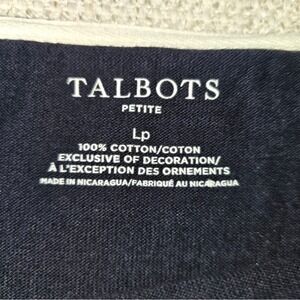 TALBOTS
PETITE
Lp
100% COTTON/COTON
EXCLUSIVE OF DECORATION/
À L'EXCEPTION DES ORNEMENTS
MADE IN NICARAGUA/FABRIQUÉ AU NICARAGUA